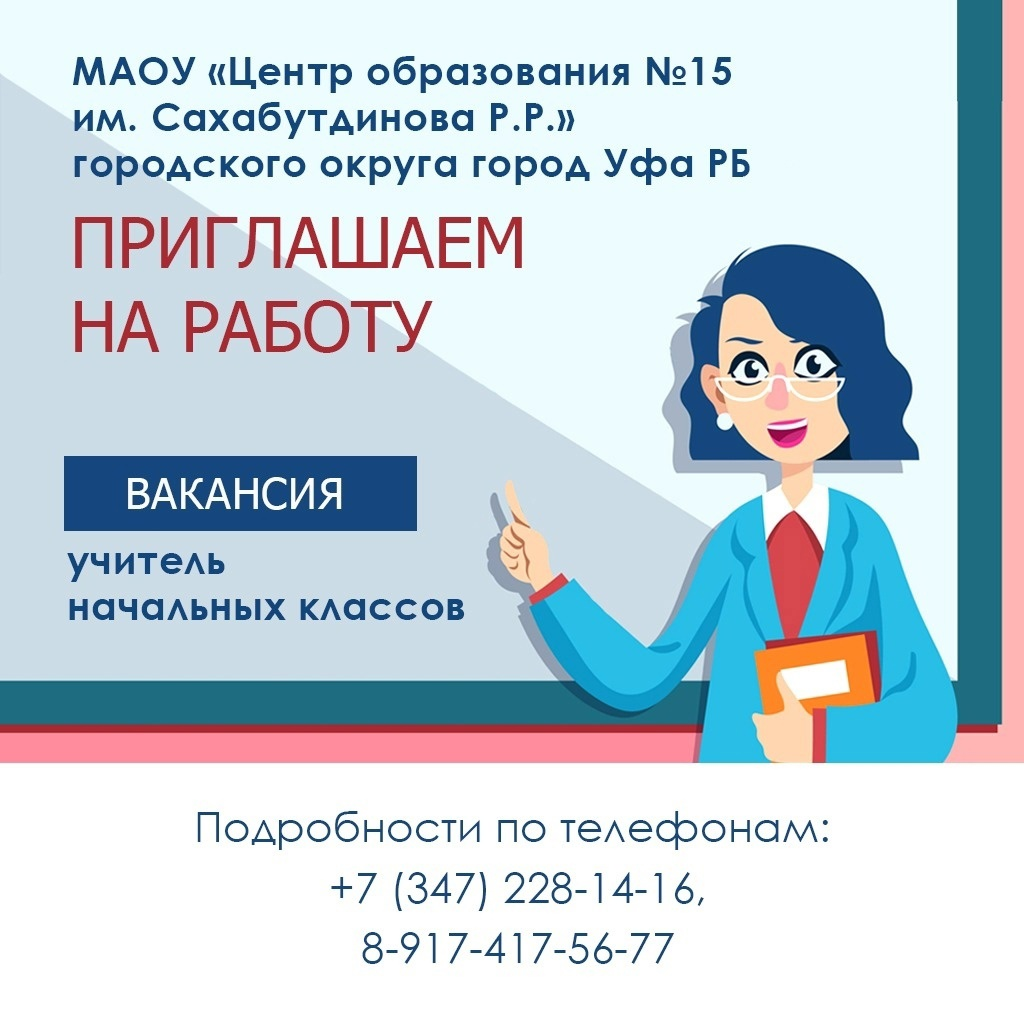 МАОУ «Центр образования №15
им. Сахабутдинова Р.Р.»
городского округа город Уфа РБ
ПРИГЛАШАЕМ
НА РАБОТУ
ВАКАНСИЯ
учитель
начальных классов
Подробности по телефонам:
+7 (347) 228-14-16,
8-917-417-56-77